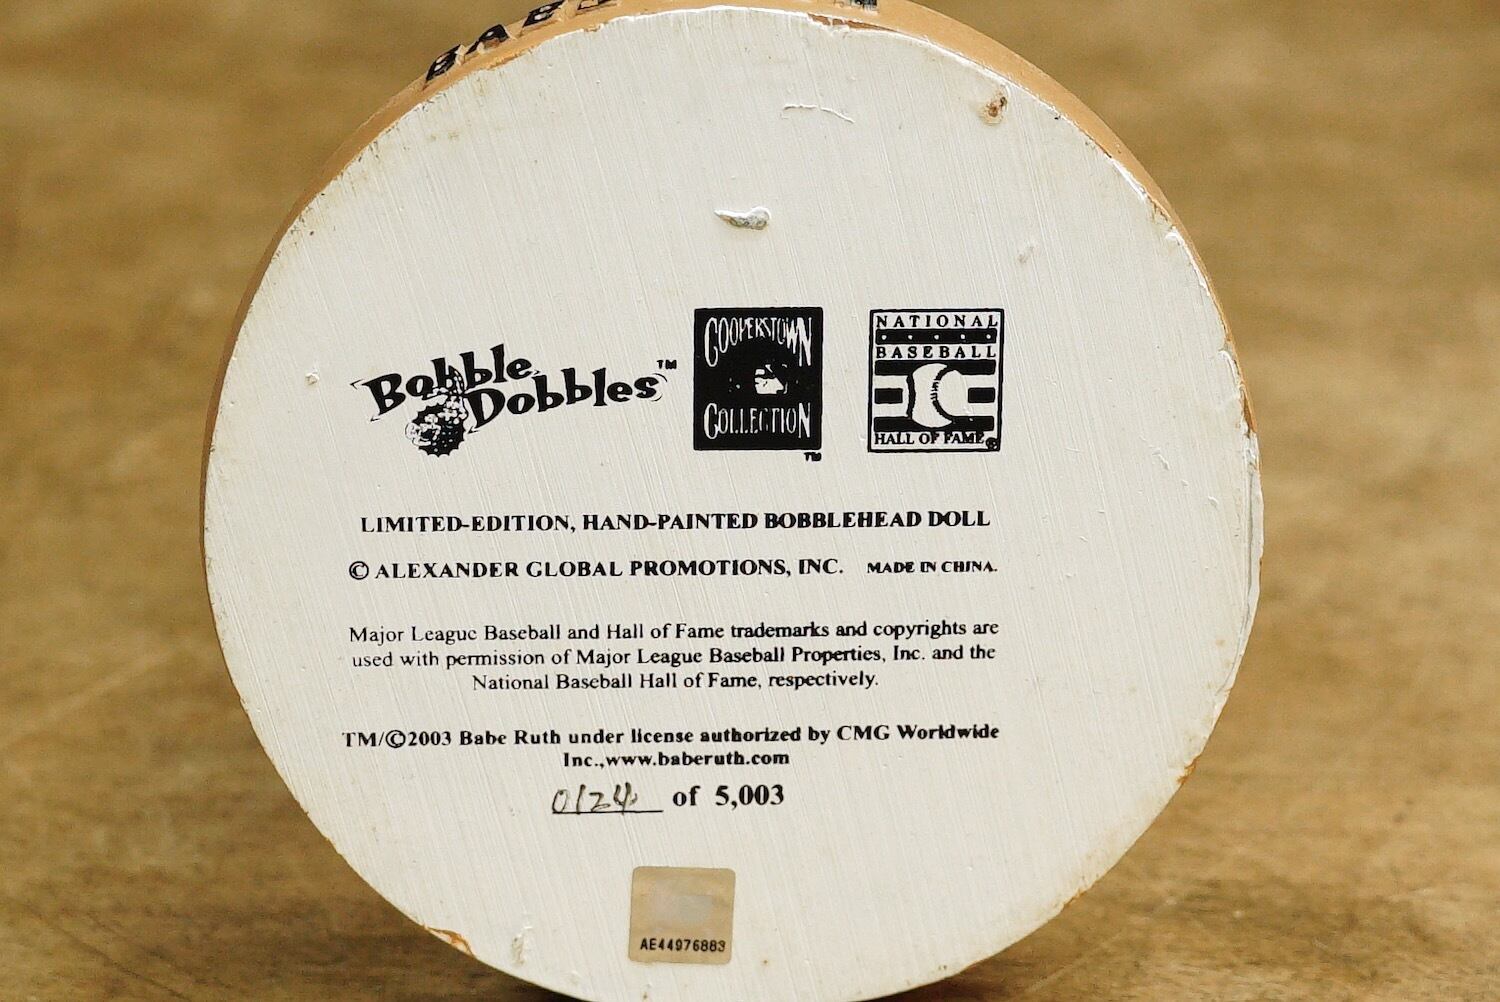 BABE
Bobble
Dobbles™
COOPERSTOWN
COLLECTION
TM
NATIONAL
BASEBALL
HALL OF FAME®
LIMITED-EDITION, HAND-PAINTED BOBBLEHEAD DOLL
© ALEXANDER GLOBAL PROMOTIONS, INC. MADE IN CHINA.
Major League Baseball and Hall of Fame trademarks and copyrights are
used with permission of Major League Baseball Properties, Inc. and the
National Baseball Hall of Fame, respectively.
TM/©2003 Babe Ruth under license authorized by CMG Worldwide
Inc.,www.baberuth.com
0124 of 5,003
AE44976883